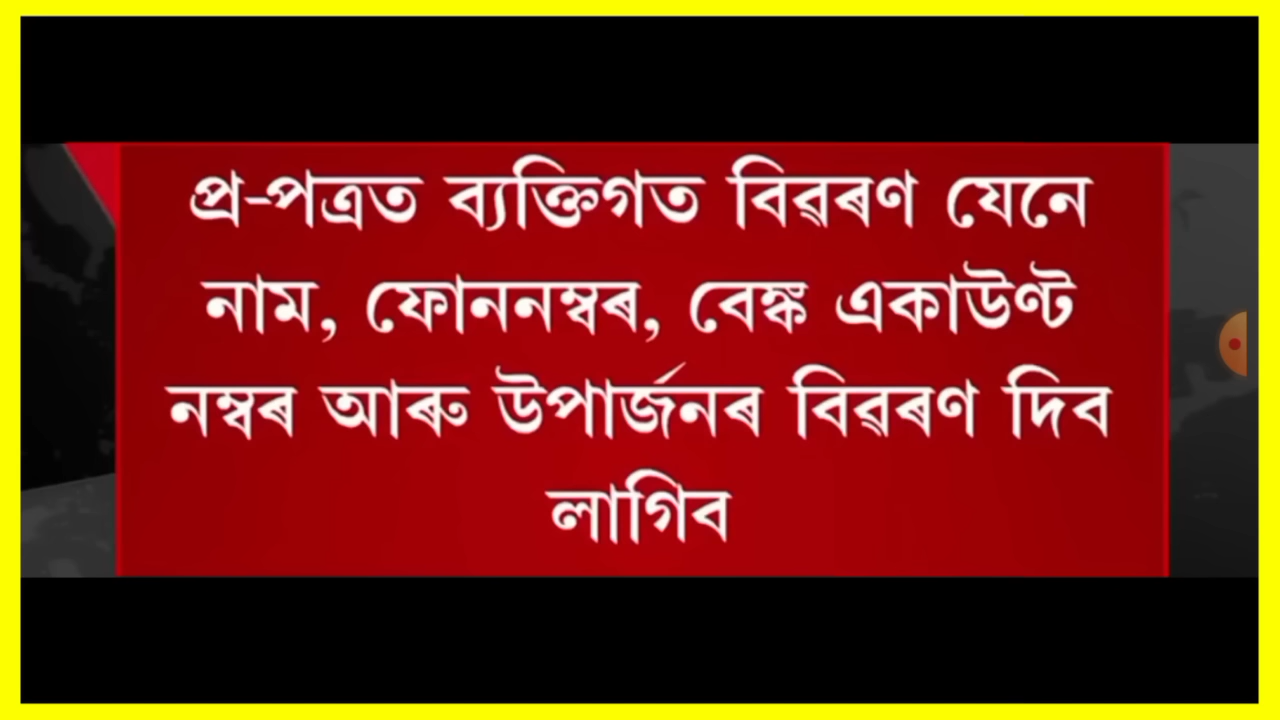 প্ৰ-পত্ৰত ব্যক্তিগত বিৱৰণ যেনে
নাম, ফোননম্বৰ, বেঙ্ক একাউণ্ট
নম্বৰ আৰু উপাৰ্জনৰ বিৱৰণ দিব
লাগিব